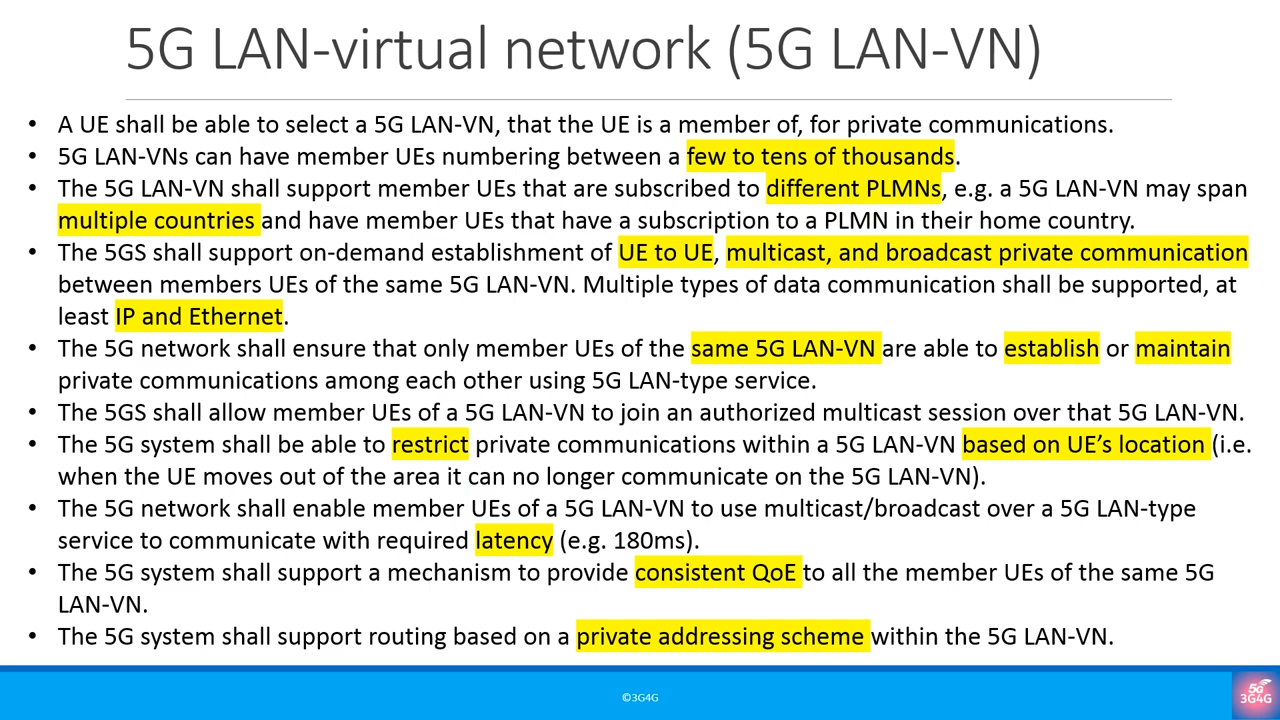 5G LAN-virtual network (5G LAN-VN)
• A UE shall be able to select a 5G LAN-VN, that the UE is a member of, for private communications.
• 5G LAN-VNs can have member UEs numbering between a few to tens of thousands.
• The 5G LAN-VN shall support member UEs that are subscribed to different PLMNs, e.g. a 5G LAN-VN may span
multiple countries and have member UEs that have a subscription to a PLMN in their home country.
• The 5GS shall support on-demand establishment of UE to UE, multicast, and broadcast private communication
between members UEs of the same 5G LAN-VN. Multiple types of data communication shall be supported, at
least IP and Ethernet.
• The 5G network shall ensure that only member UEs of the same 5G LAN-VN are able to establish or maintain
private communications among each other using 5G LAN-type service.
• The 5GS shall allow member UEs of a 5G LAN-VN to join an authorized multicast session over that 5G LAN-VN.
• The 5G system shall be able to restrict private communications within a 5G LAN-VN based on UE’s location (i.e.
when the UE moves out of the area it can no longer communicate on the 5G LAN-VN).
• The 5G network shall enable member UEs of a 5G LAN-VN to use multicast/broadcast over a 5G LAN-type
service to communicate with required latency (e.g. 180ms).
• The 5G system shall support a mechanism to provide consistent QoE to all the member UEs of the same 5G
LAN-VN.
• The 5G system shall support routing based on a private addressing scheme within the 5G LAN-VN.
©3G4G
5G
3G4G